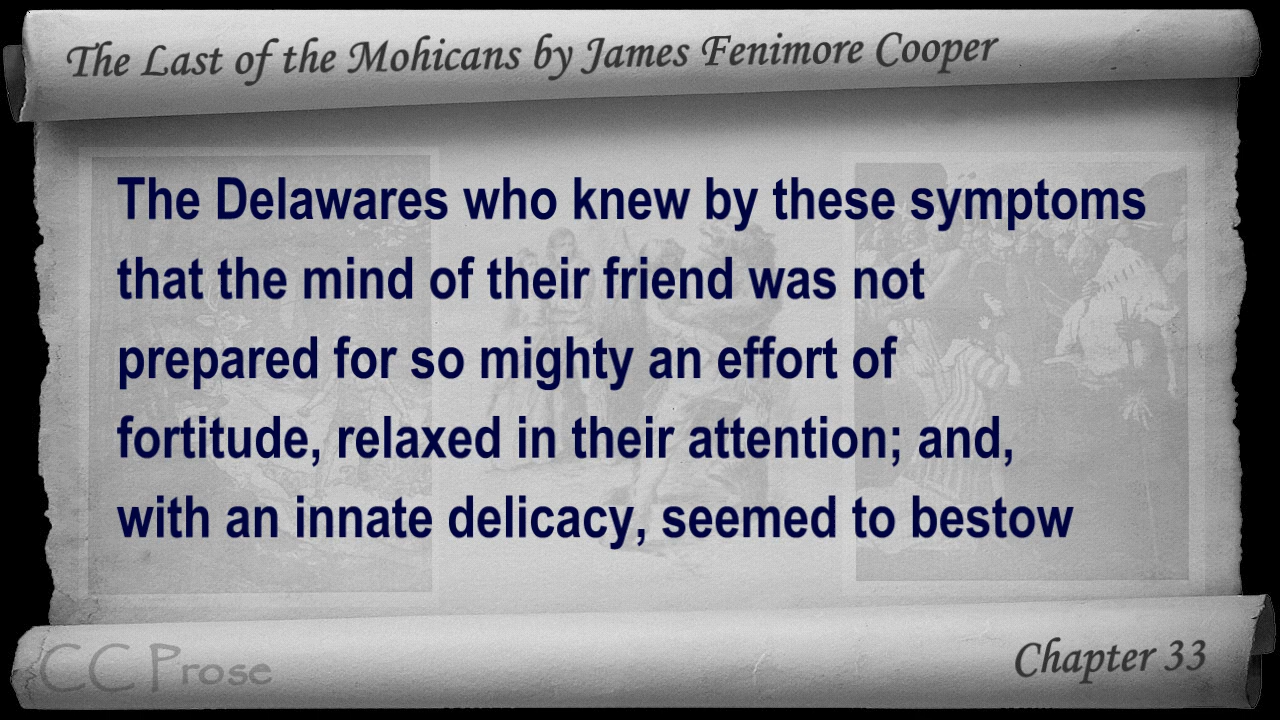 The Last of the Mohicans by James Fenimore Cooper
The Delawares who knew by these symptoms
that the mind of their friend was not
prepared for so mighty an effort of
fortitude, relaxed in their attention; and,
with an innate delicacy, seemed to bestow
CC Prose
Chapter 33